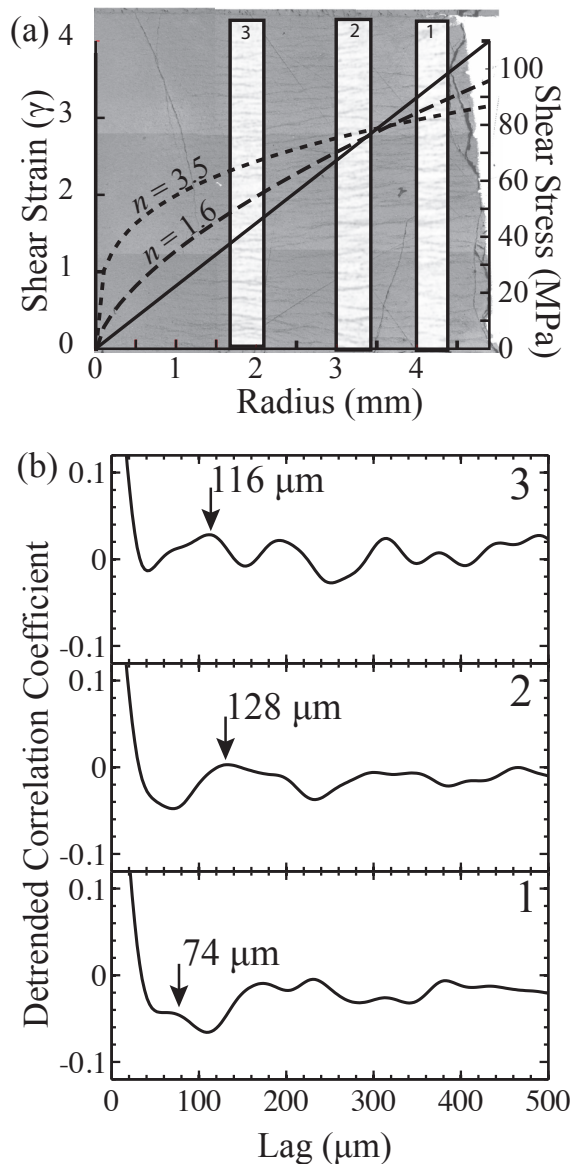 (a)
3 2 1
4
3
2
1
0
Shear Strain (γ)
n = 3.5
n = 1.6
100
80
60
40
20
0
Shear Stress (MPa)
0 1 2 3 4
Radius (mm)
(b)
Detrended Correlation Coefficient
0.1
0
-0.1
116 μm
3
0.1
0
-0.1
128 μm
2
0.1
0
-0.1
74 μm
1
0 100 200 300 400 500
Lag (μm)